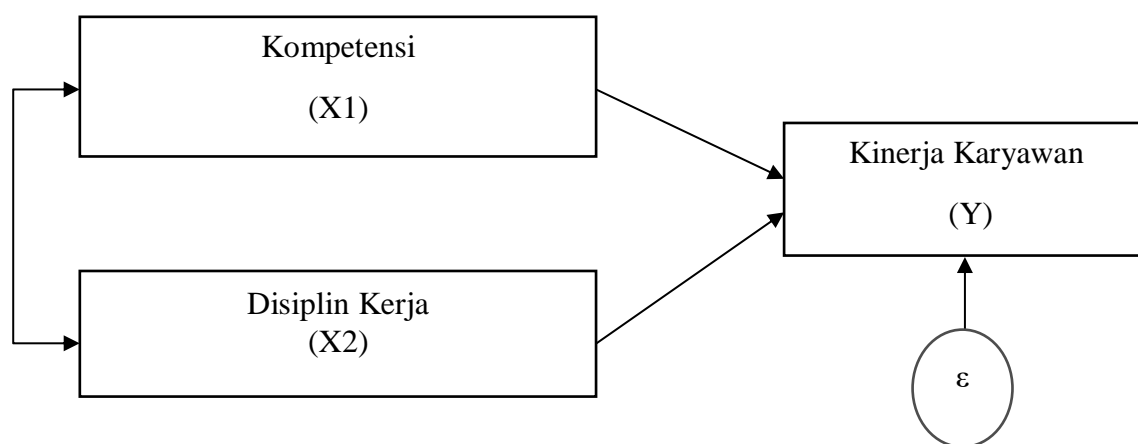 Kompetensi
(X1)
Kinerja Karyawan
(Y)
Disiplin Kerja
(X2)
ε